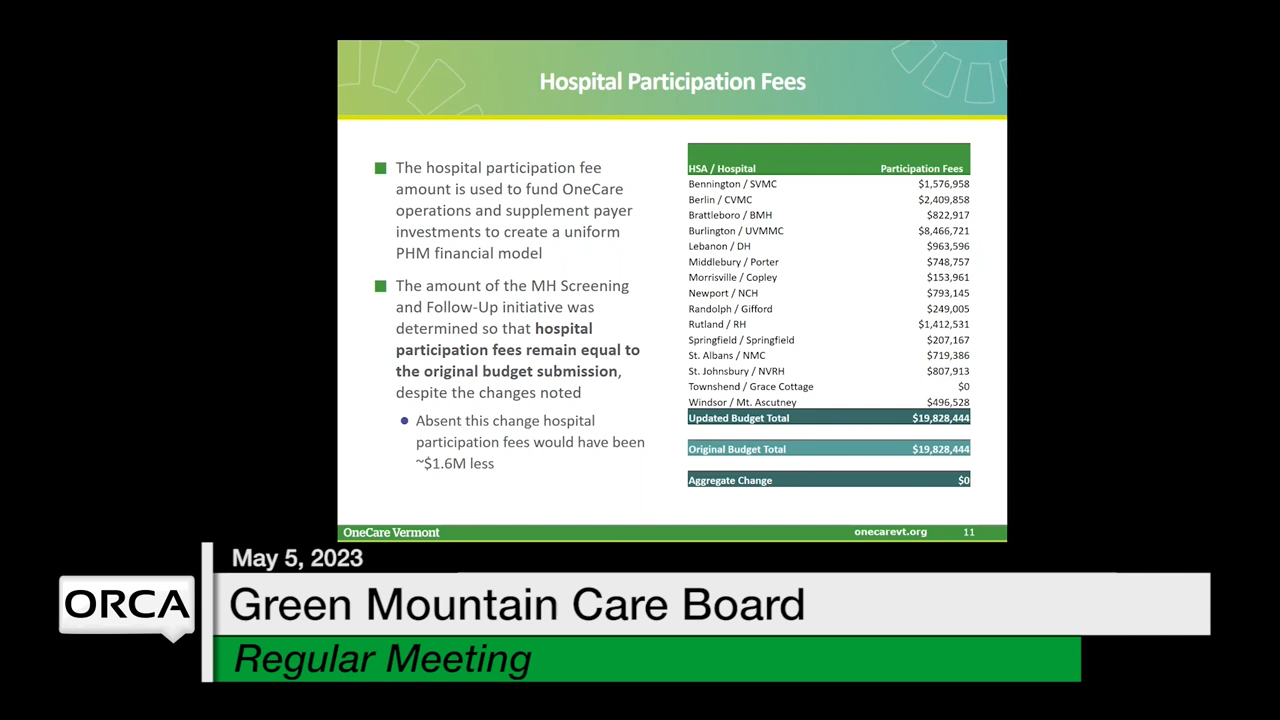 Hospital Participation Fees
The hospital participation fee
amount is used to fund OneCare
operations and supplement payer
investments to create a uniform
PHM financial model
The amount of the MH Screening
and Follow-Up initiative was
determined so that hospital
participation fees remain equal to
the original budget submission,
despite the changes noted
Absent this change hospital
participation fees would have been
~$1.6M less
HSA / Hospital Participation Fees
Bennington / SVMC $1,576,958
Berlin / CVMC $2,409,858
Brattleboro / BMH $822,917
Burlington / UVMMC $8,466,721
Lebanon / DH $963,596
Middlebury / Porter $748,757
Morrisville / Copley $153,961
Newport / NCH $793,145
Randolph / Gifford $249,005
Rutland / RH $1,412,531
Springfield / Springfield $207,167
St. Albans / NMC $719,386
St. Johnsbury / NVRH $807,913
Townshend / Grace Cottage $0
Windsor / Mt. Ascutney $496,528
Updated Budget Total $19,828,444
Original Budget Total $19,828,444
Aggregate Change $0
OneCare Vermont onecarevt.org 11
May 5, 2023
ORCA
Green Mountain Care Board
Regular Meeting